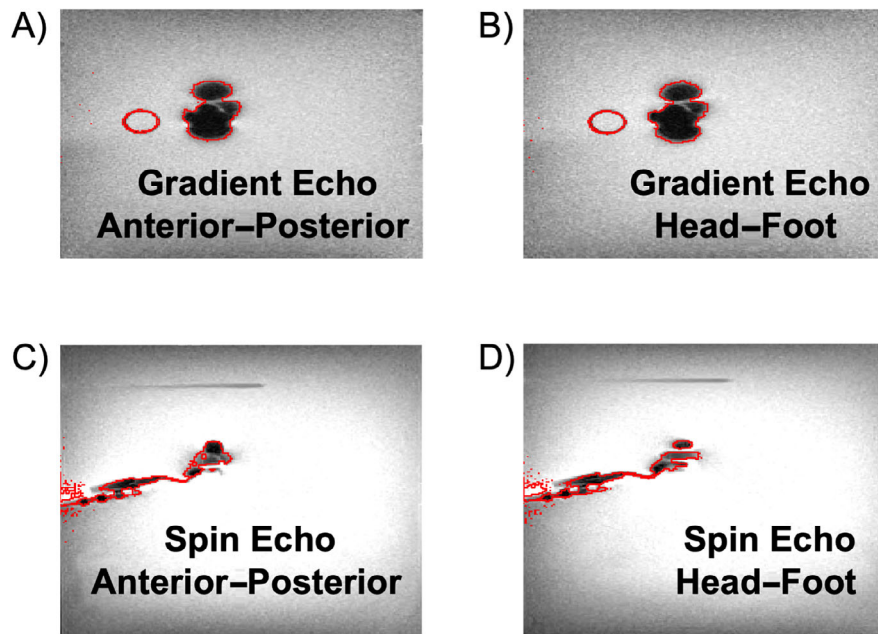 A)
Gradient Echo
Anterior–Posterior
B)
Gradient Echo
Head–Foot
C)
Spin Echo
Anterior–Posterior
D)
Spin Echo
Head–Foot